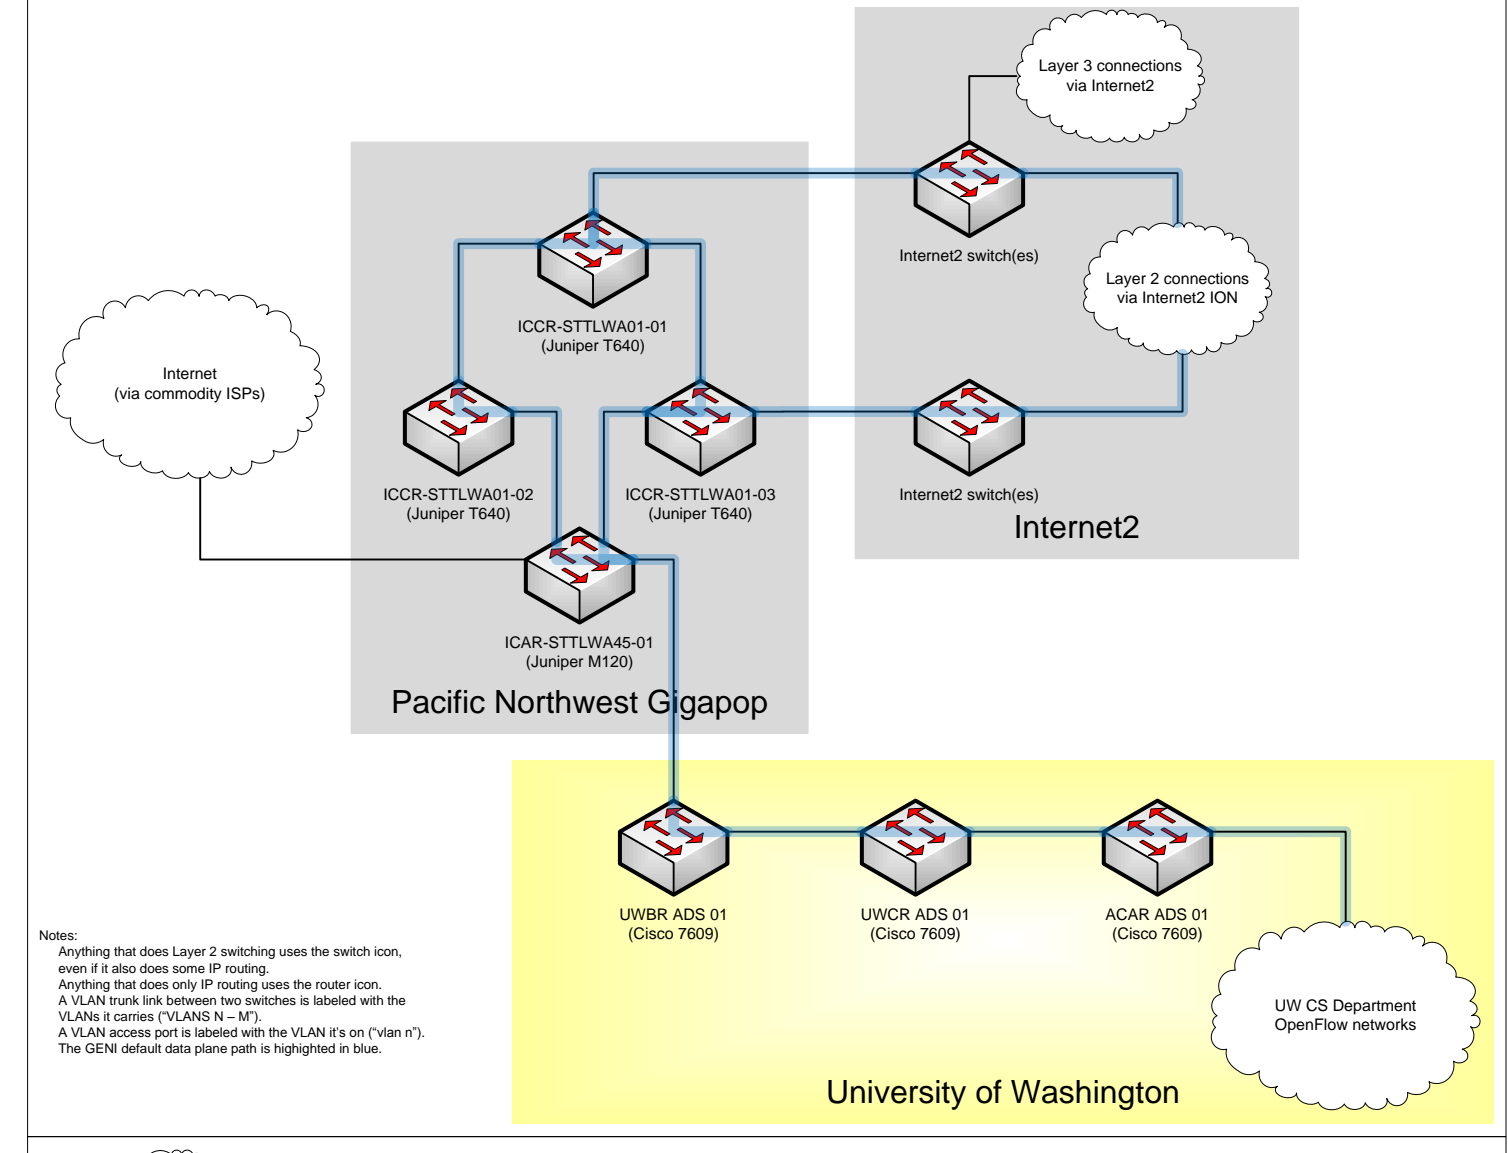 Layer 3 connections
via Internet2
Internet2 switch(es)
Layer 2 connections
via Internet2 ION
Internet2 switch(es)
Internet2
ICCR-STTLWA01-01
(Juniper T640)
Internet
(via commodity ISPs)
ICCR-STTLWA01-02
(Juniper T640)
ICCR-STTLWA01-03
(Juniper T640)
ICAR-STTLWA45-01
(Juniper M120)
Pacific Northwest Gigapop
UWBR ADS 01
(Cisco 7609)
UWCR ADS 01
(Cisco 7609)
ACAR ADS 01
(Cisco 7609)
UW CS Department
OpenFlow networks
University of Washington
Notes:
Anything that does Layer 2 switching uses the switch icon,
even if it also does some IP routing.
Anything that does only IP routing uses the router icon.
A VLAN trunk link between two switches is labeled with the
VLANs it carries (“VLANS N – M”).
A VLAN access port is labeled with the VLAN it’s on (“vlan n”).
The GENI default data plane path is highighted in blue.